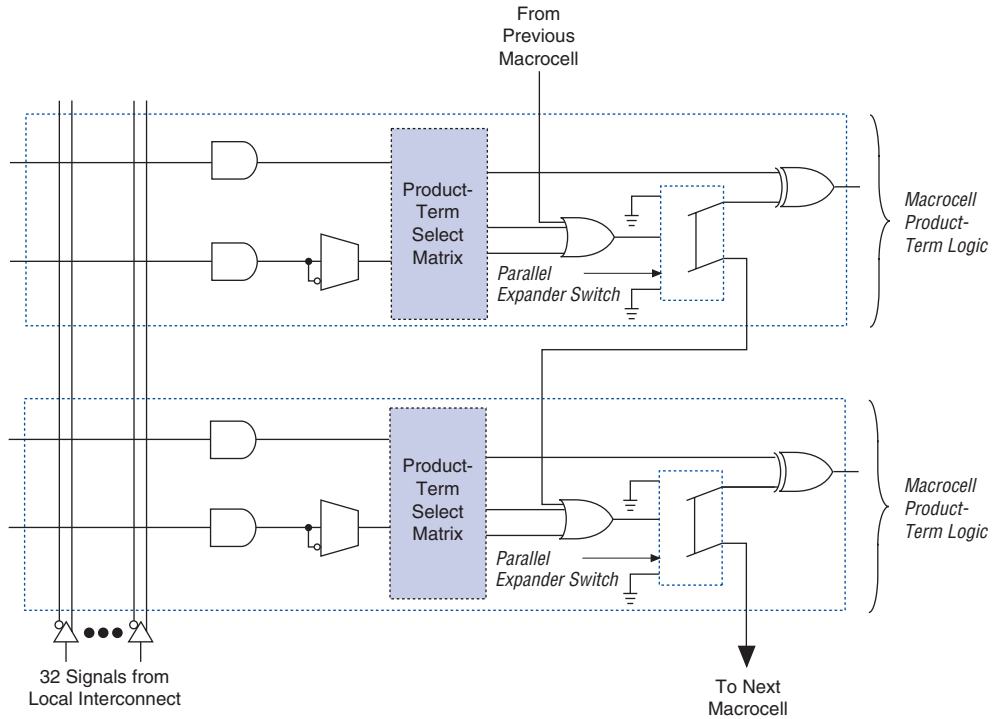 From
Previous
Macrocell
Product-
Term
Select
Matrix
Macrocell
Product-
Term Logic
Parallel
Expander Switch
Product-
Term
Select
Matrix
Macrocell
Product-
Term Logic
Parallel
Expander Switch
32 Signals from
Local Interconnect
To Next
Macrocell